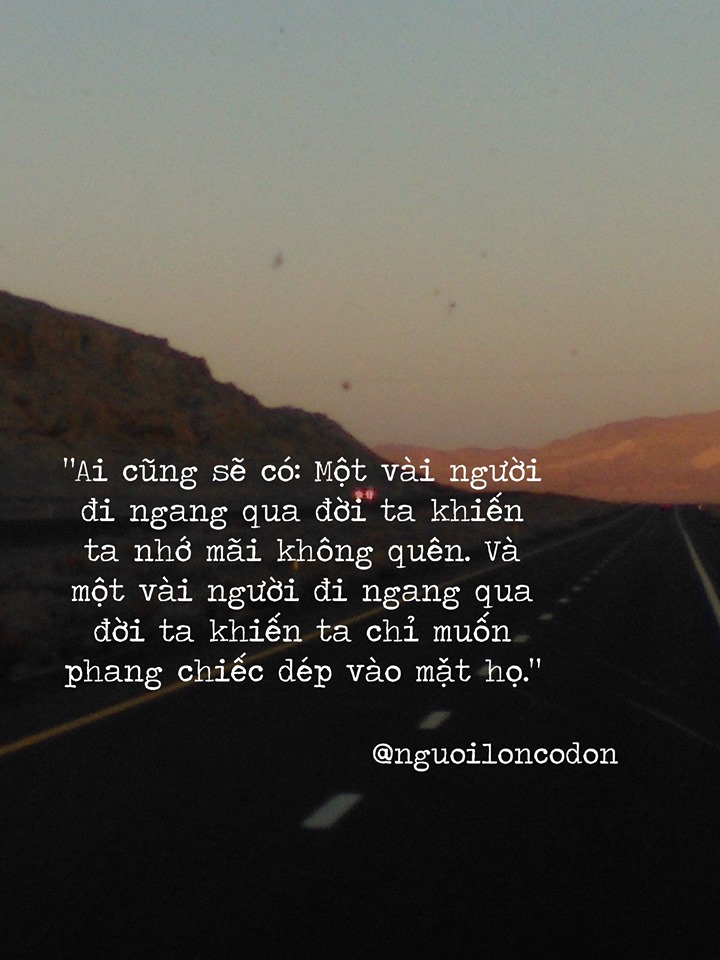 "Ai cũng sẽ có: Một vài người
đi ngang qua đời ta khiến
ta nhớ mãi không quên. Và
một vài người đi ngang qua
đời ta khiến ta chỉ muốn
phang chiếc dép vào mặt họ."
@nguoiloncodon